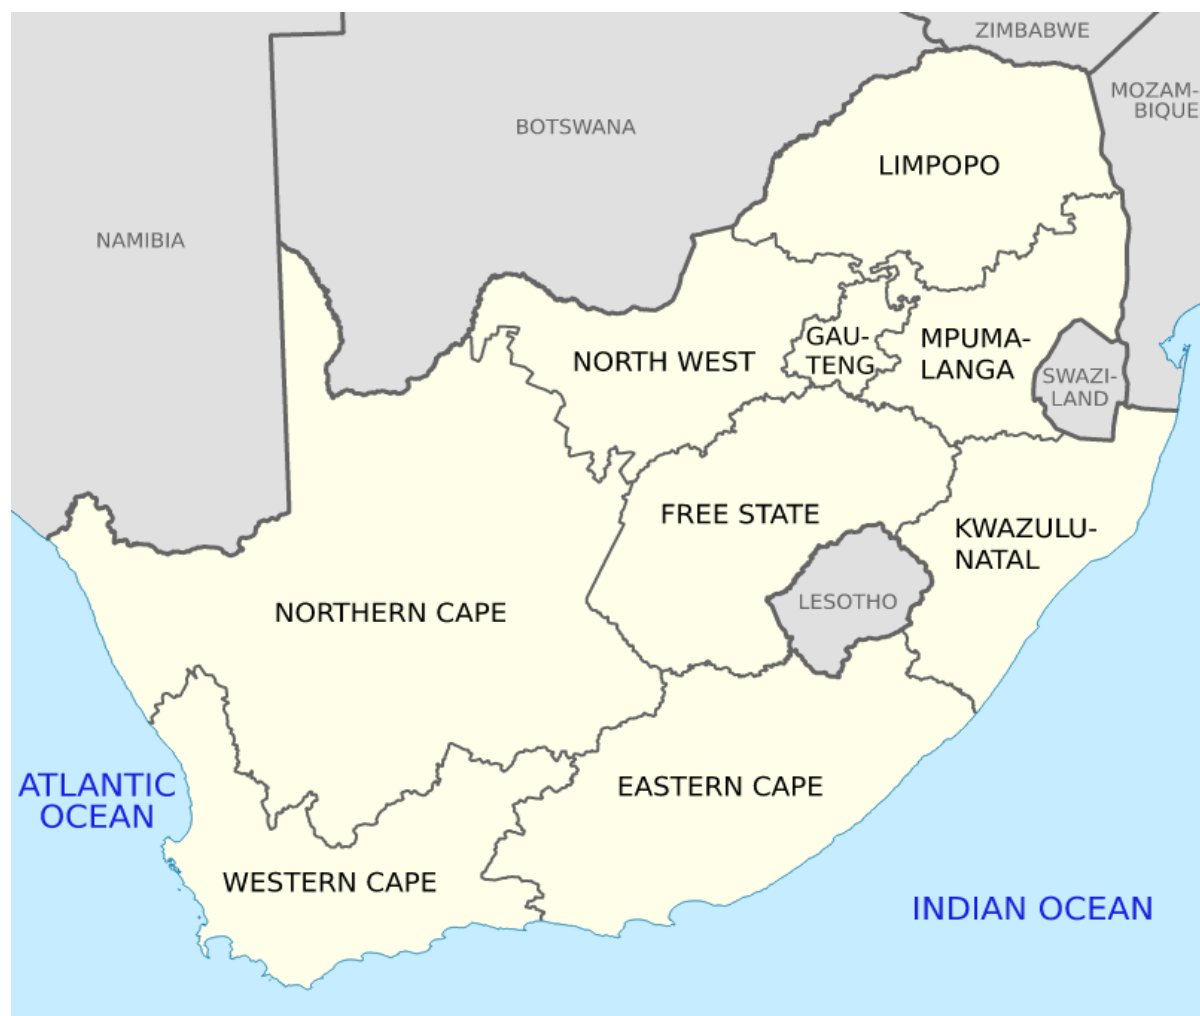 ZIMBABWE
MOZAM-
BIQUE
BOTSWANA
LIMPOPO
NAMIBIA
GAU-
TENG
MPUMA-
LANGA
NORTH WEST
SWAZI-
LAND
FREE STATE
KWAZULU-
NATAL
LESOTHO
NORTHERN CAPE
ATLANTIC
OCEAN
EASTERN CAPE
WESTERN CAPE
INDIAN OCEAN